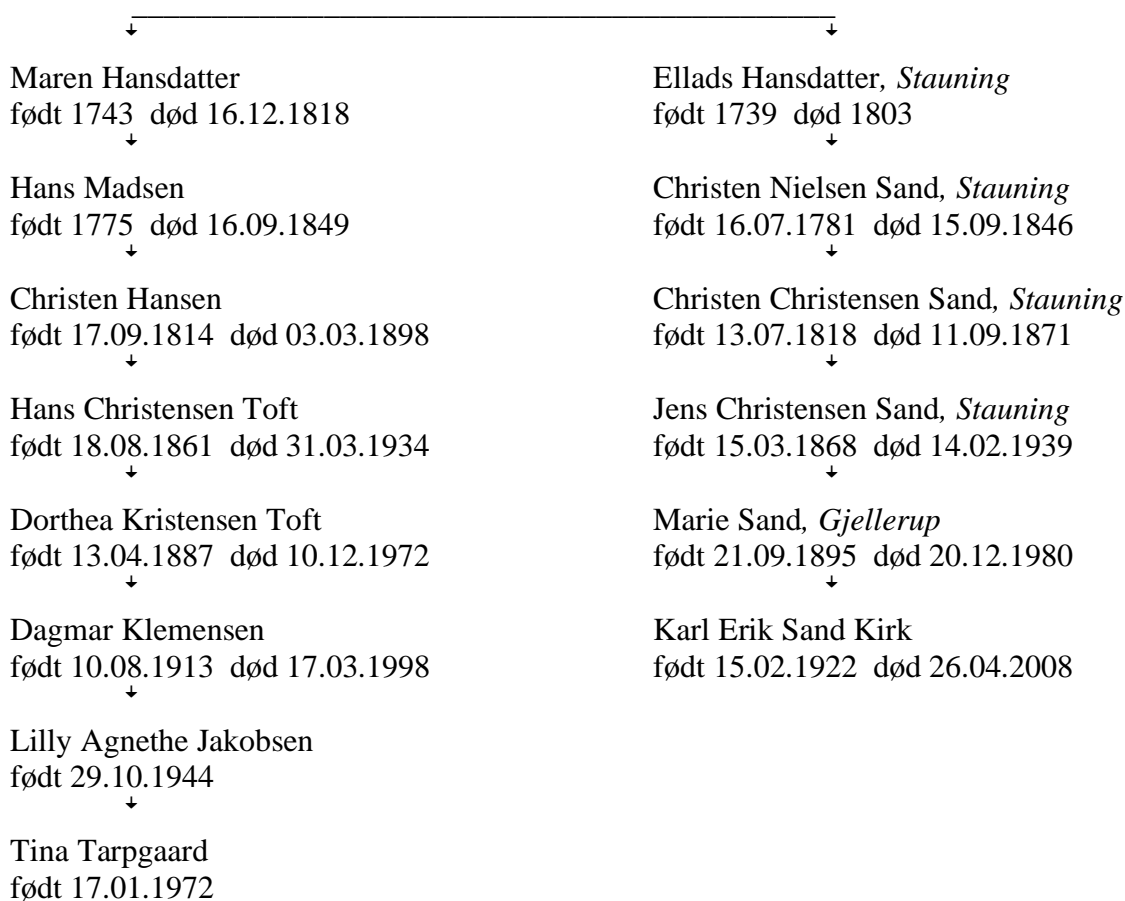 Maren Hansdatter
født 1743 død 16.12.1818
Hans Madsen
født 1775 død 16.09.1849
Christen Hansen
født 17.09.1814 død 03.03.1898
Hans Christensen Toft
født 18.08.1861 død 31.03.1934
Dorthea Kristensen Toft
født 13.04.1887 død 10.12.1972
Dagmar Klemensen
født 10.08.1913 død 17.03.1998
Lilly Agnethe Jakobsen
født 29.10.1944
Tina Tarpgaard
født 17.01.1972
Ellads Hansdatter, Stauning
født 1739 død 1803
Christen Nielsen Sand, Stauning
født 16.07.1781 død 15.09.1846
Christen Christensen Sand, Stauning
født 13.07.1818 død 11.09.1871
Jens Christensen Sand, Stauning
født 15.03.1868 død 14.02.1939
Marie Sand, Gjellerup
født 21.09.1895 død 20.12.1980
Karl Erik Sand Kirk
født 15.02.1922 død 26.04.2008